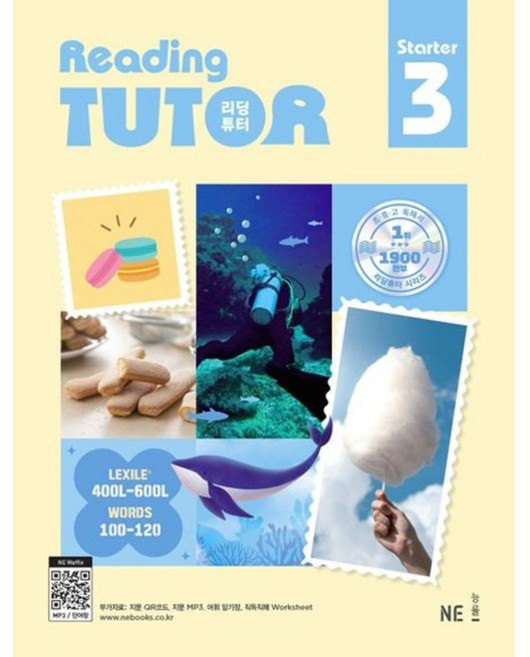 Reading
TUTOR
리딩
튜터
Starter
3
초·중·고 독해서
1위
1900
만부
리딩튜터 시리즈
LEXILE®
400L-600L
WORDS
100-120
NE Waffle
MP3 / 단어장
부가자료: 지문 QR코드, 지문 MP3, 어휘 암기장, 직독직해 Worksheet
www.nebooks.co.kr
NE 능률